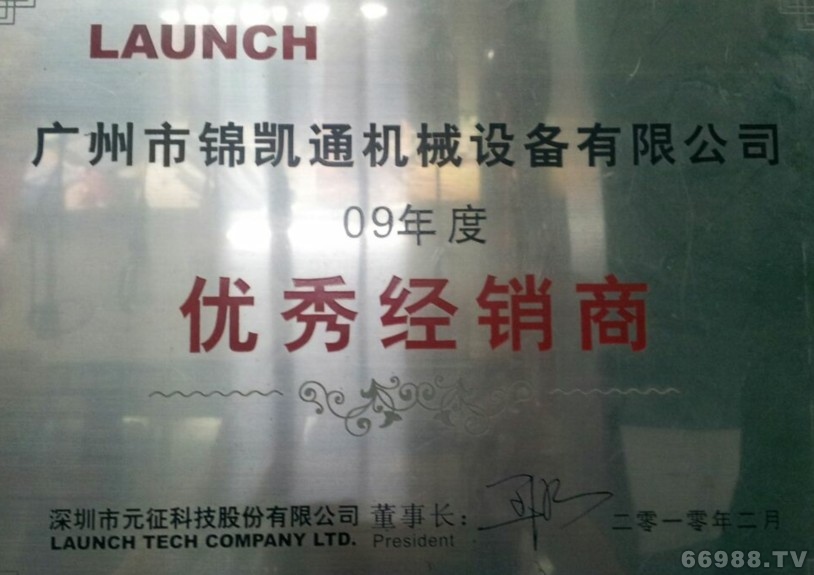 LAUNCH
广州市锦凯通机械设备有限公司
09年度
优秀经销商
深圳市元征科技股份有限公司 董事长: 二零一零年二月
LAUNCH TECH COMPANY LTD. President
66988.TV